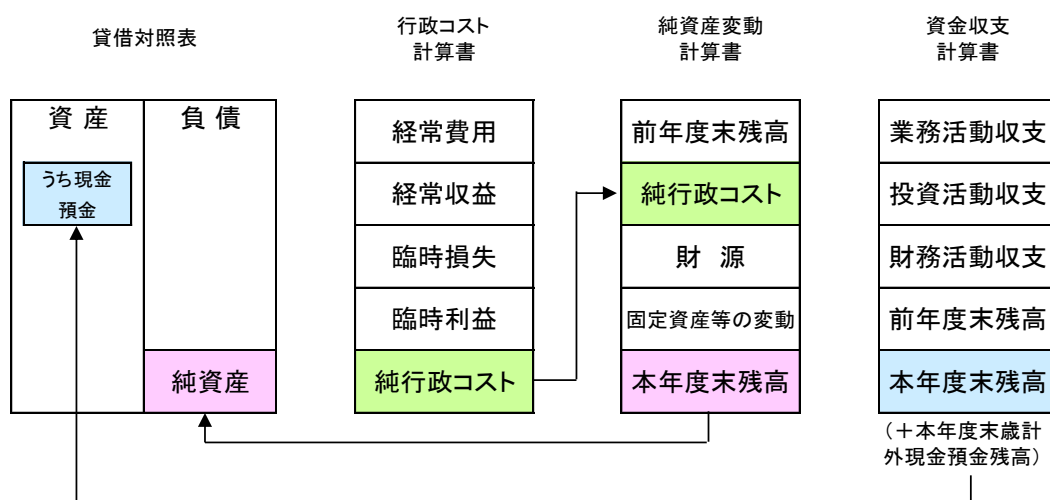 貸借対照表
行政コスト
計算書
純資産変動
計算書
資金収支
計算書
資 産
負 債
うち現金
預金
純資産
経常費用
経常収益
臨時損失
臨時利益
純行政コスト
前年度末残高
純行政コスト
財 源
固定資産等の変動
本年度末残高
業務活動収支
投資活動収支
財務活動収支
前年度末残高
本年度末残高
（＋本年度末歳計
外現金預金残高）